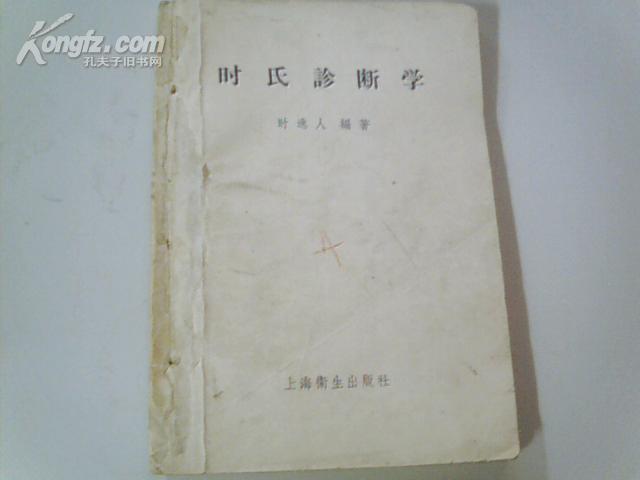 Kongfz.com
孔夫子旧书网
时氏診断学
时逸人 編著
上海衛生出版社